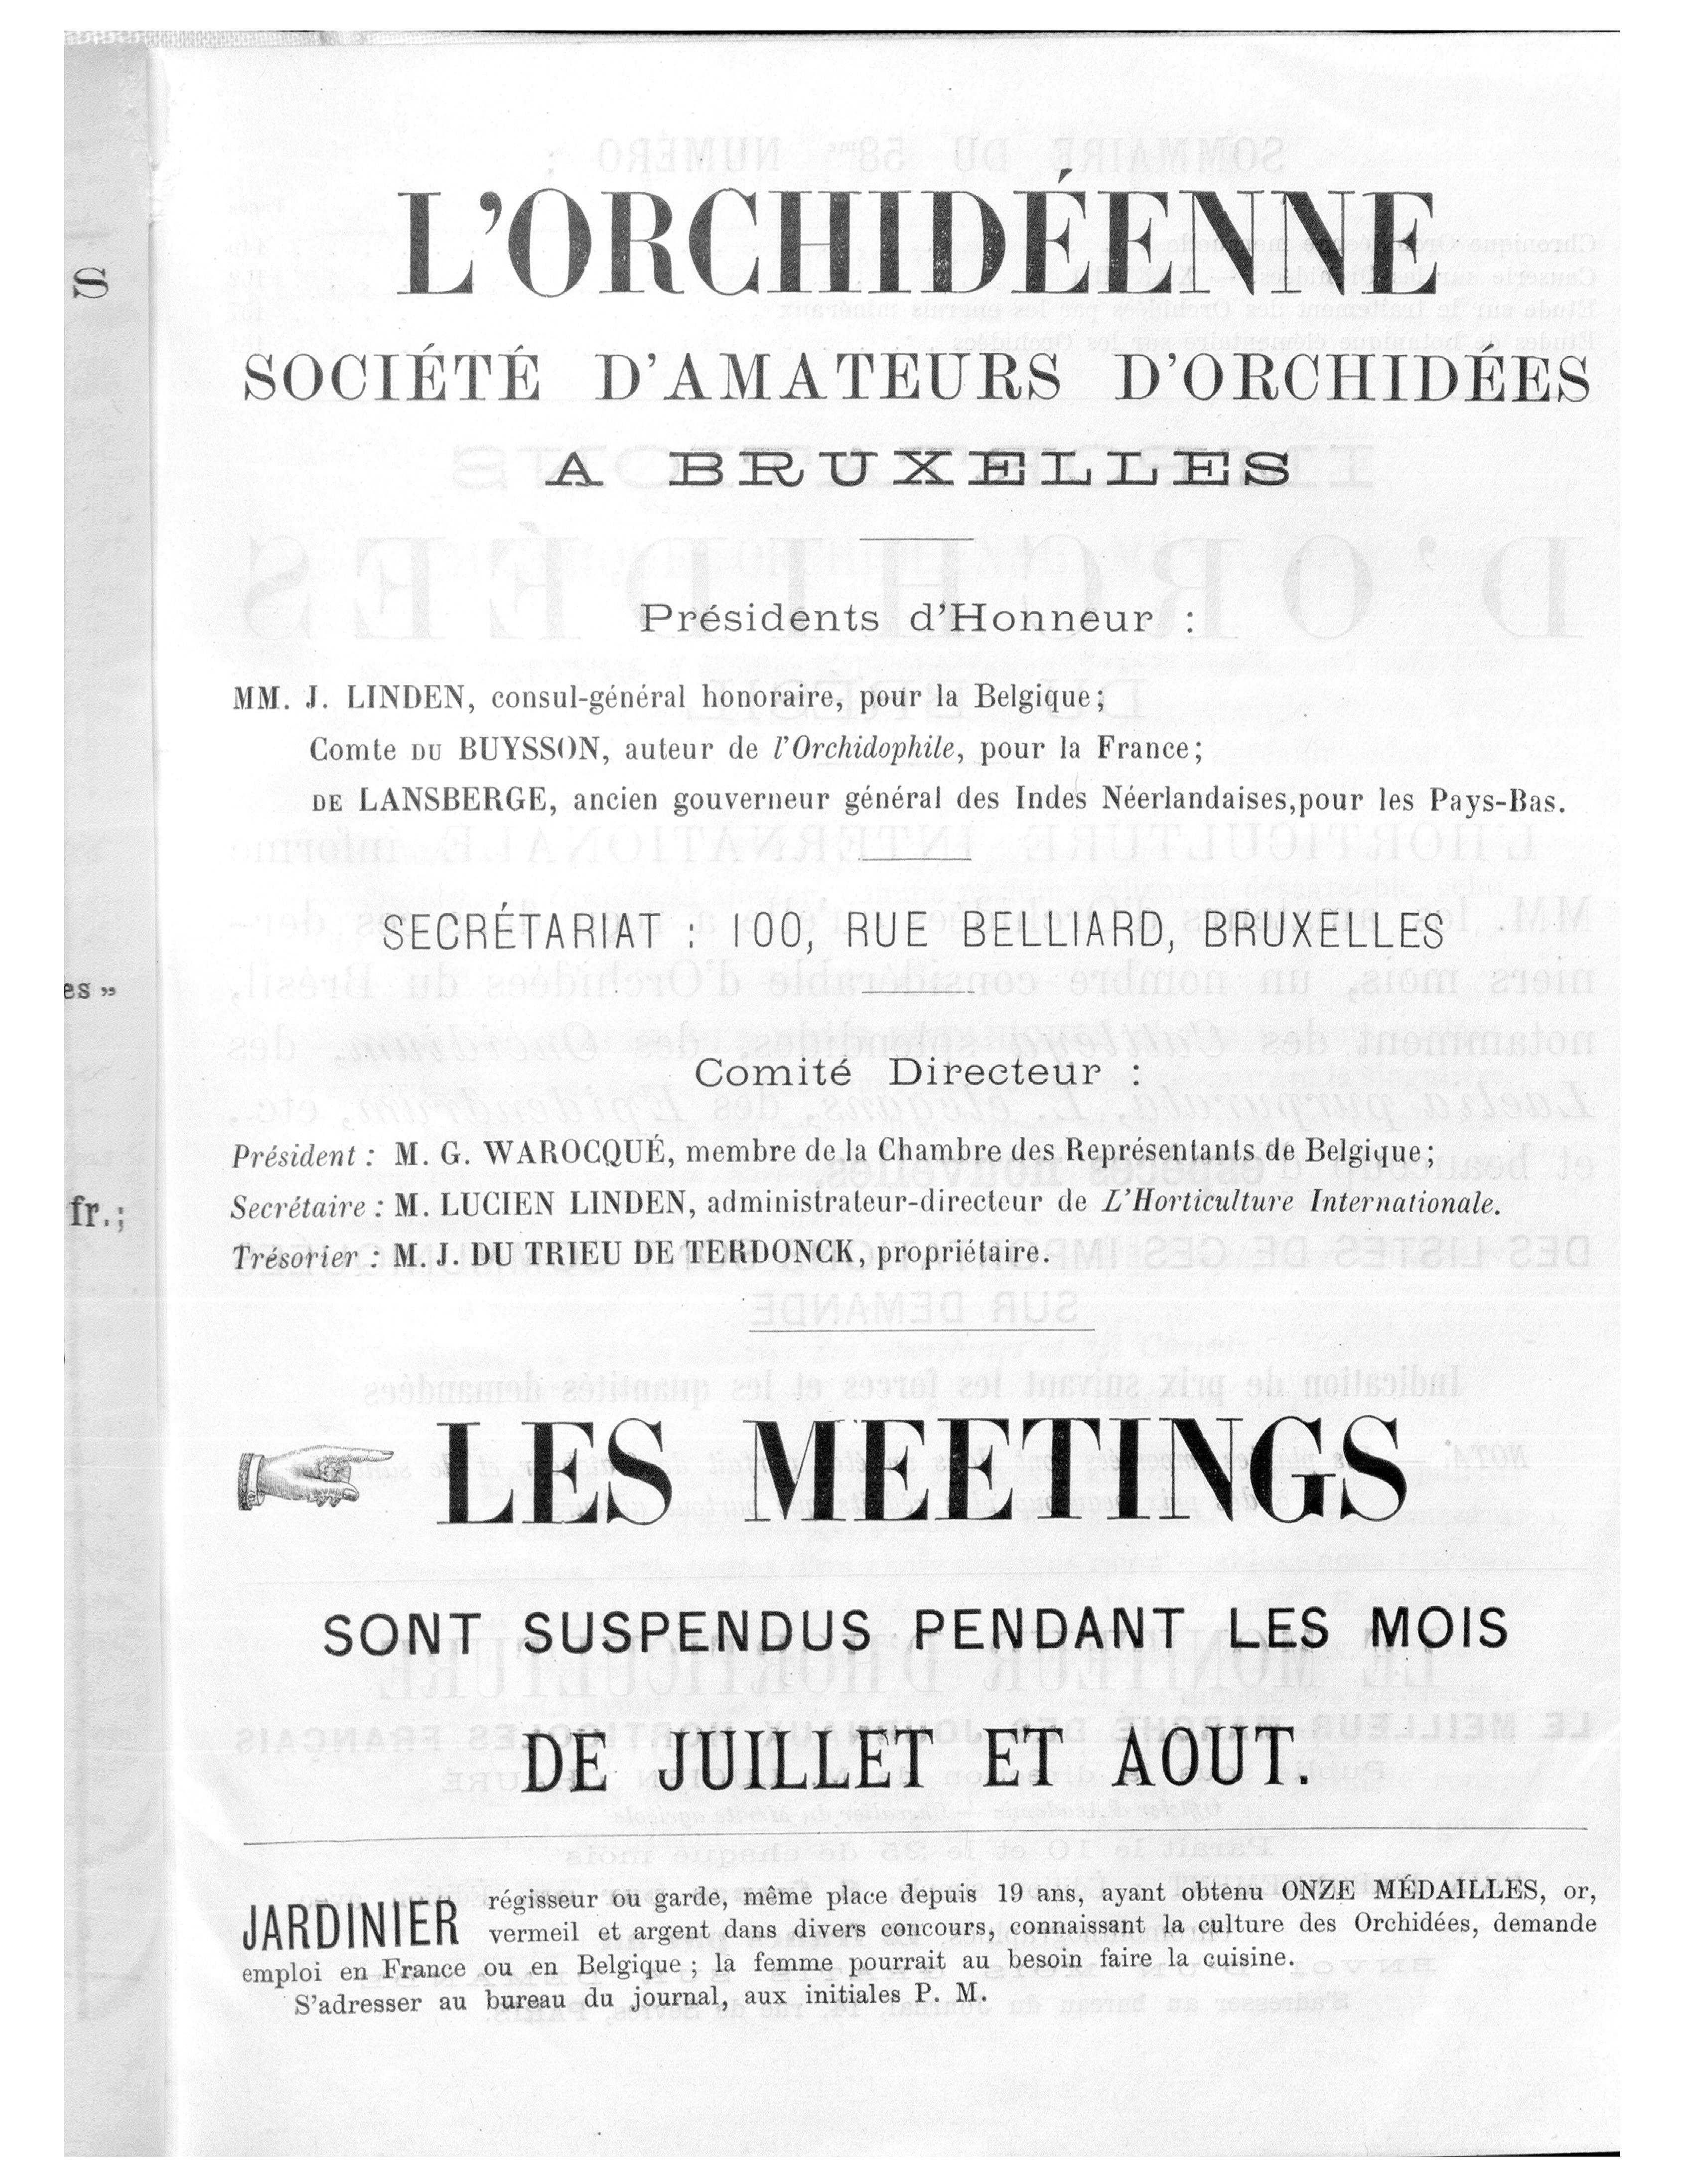 L'ORCHIDÉENNE
SOCIÉTÉ D'AMATEURS D'ORCHIDÉES
A BRUXELLES
Présidents d'Honneur :
MM. J. LINDEN, consul-général honoraire, pour la Belgique;
Comte DU BUYSSON, auteur de l'Orchidophile, pour la France;
DE LANSBERGE, ancien gouverneur général des Indes Néerlandaises,pour les Pays-Bas.
SECRÉTARIAT : 100, RUE BELLIARD, BRUXELLES
Comité Directeur :
Président : M. G. WAROCQUÉ, membre de la Chambre des Représentants de Belgique;
Secrétaire : M. LUCIEN LINDEN, administrateur-directeur de L'Horticulture Internationale.
Trésorier : M. J. DU TRIEU DE TERDONCK, propriétaire.
LES MEETINGS
SONT SUSPENDUS PENDANT LES MOIS
DE JUILLET ET AOUT.
JARDINIER régisseur ou garde, même place depuis 19 ans, ayant obtenu ONZE MÉDAILLES, or,
vermeil et argent dans divers concours, connaissant la culture des Orchidées, demande
emploi en France ou en Belgique ; la femme pourrait au besoin faire la cuisine.
S'adresser au bureau du journal, aux initiales P. M.
S
es »
fr.;